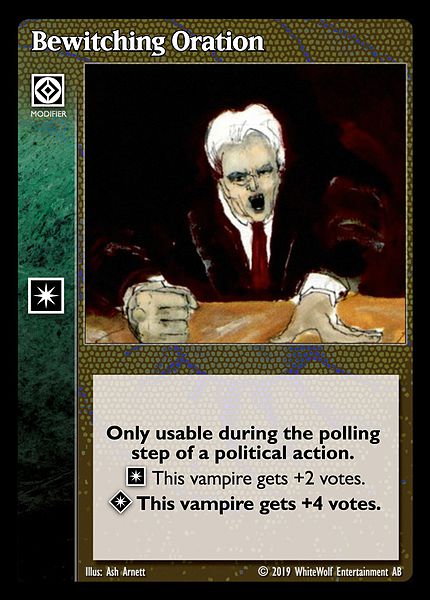 Bewitching Oration
MODIFIER
Only usable during the polling
step of a political action.
This vampire gets +2 votes.
This vampire gets +4 votes.
Illus: Ash Arnett © 2019 WhiteWolf Entertainment AB